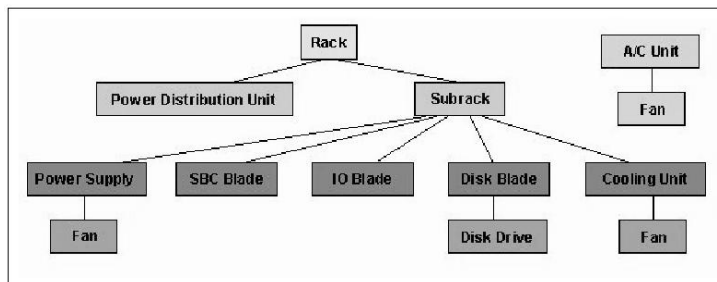 Rack
A/C Unit
Power Distribution Unit
Subrack
Fan
Power Supply
SBC Blade
IO Blade
Disk Blade
Cooling Unit
Fan
Disk Drive
Fan